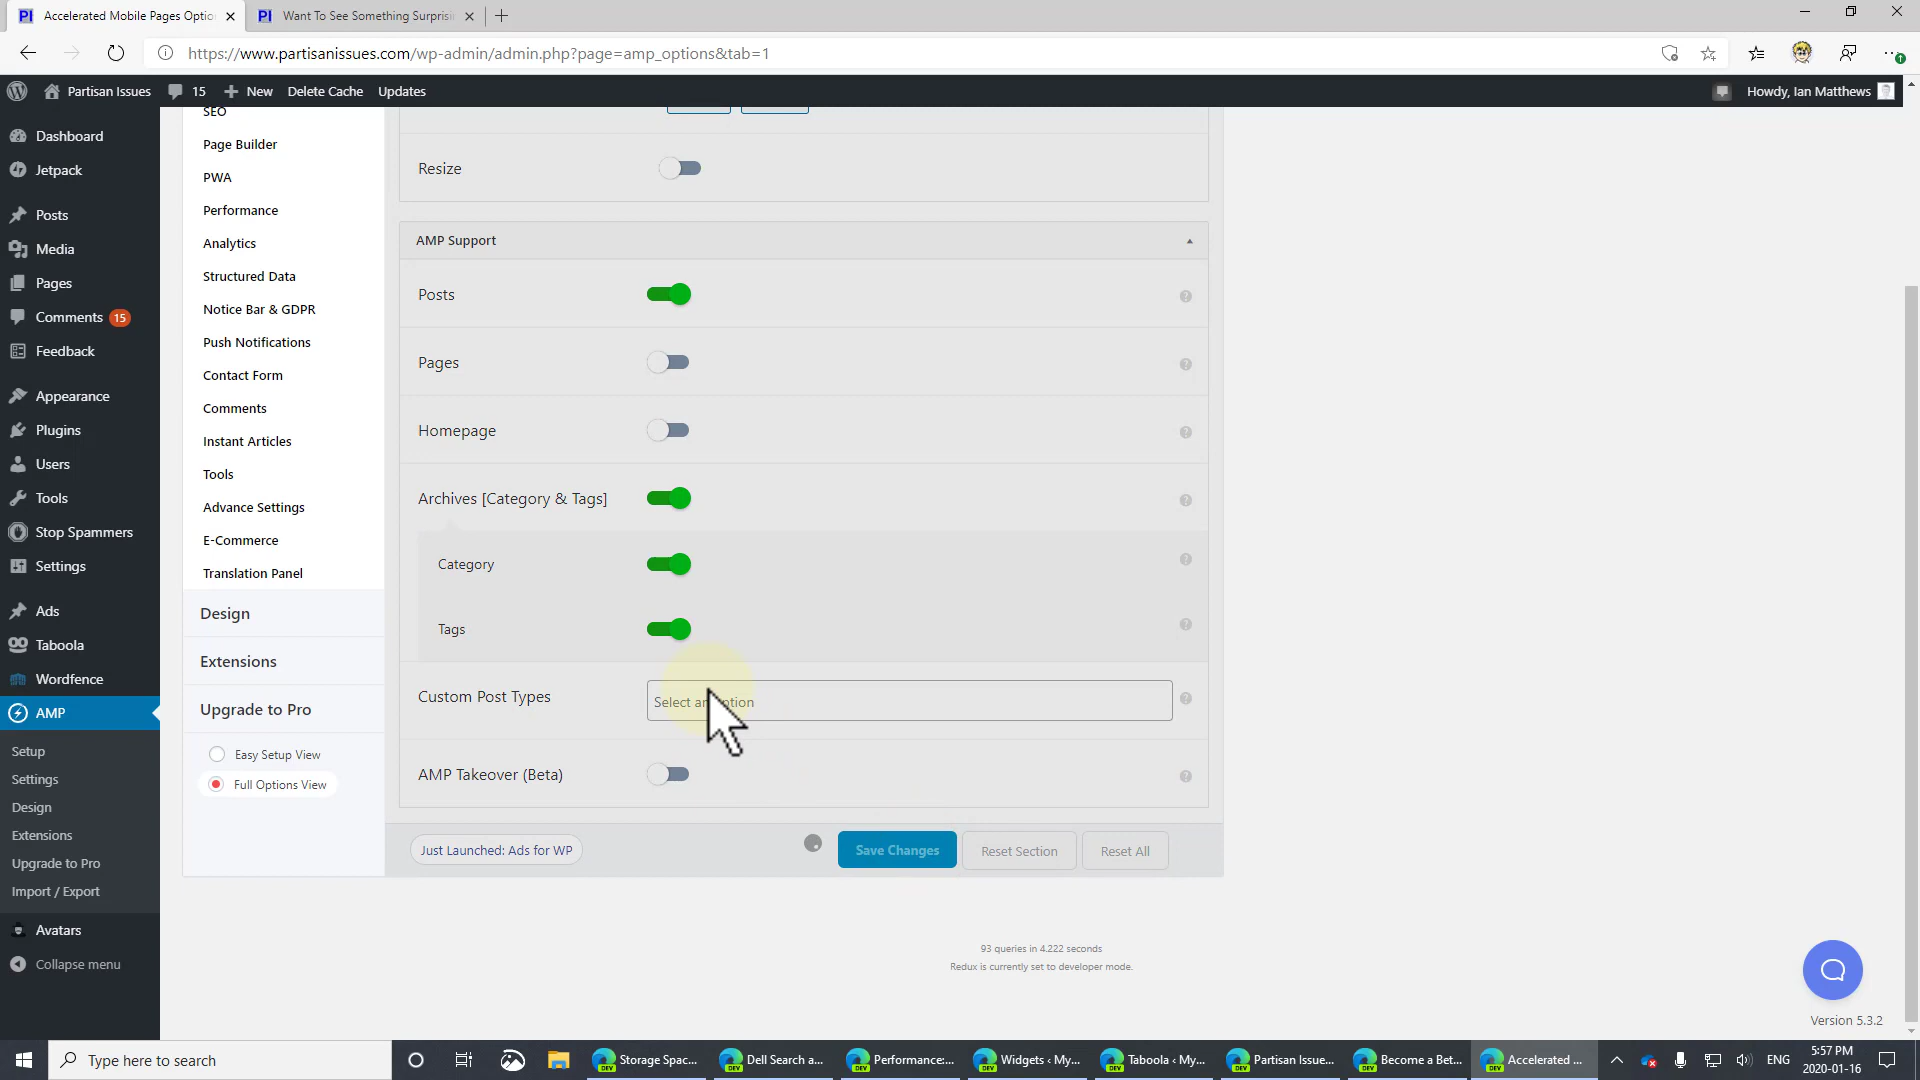 Accelerated Mobile Pages Optio
Want To See Something Surprisi
https://www.partisanissues.com/wp-admin/admin.php?page=amp_options&tab=1
Partisan Issues
15
New
Delete Cache
Updates
Howdy, Ian Matthews
Dashboard
Jetpack
Posts
Media
Pages
Comments 15
Feedback
Appearance
Plugins
Users
Tools
Stop Spammers
Settings
Ads
Taboola
Wordfence
AMP
Setup
Settings
Design
Extensions
Upgrade to Pro
Import / Export
Avatars
Collapse menu
SEO
Page Builder
PWA
Performance
Analytics
Structured Data
Notice Bar & GDPR
Push Notifications
Contact Form
Comments
Instant Articles
Tools
Advance Settings
E-Commerce
Translation Panel
Design
Extensions
Upgrade to Pro
Easy Setup View
Full Options View
Resize
AMP Support
Posts
Pages
Homepage
Archives [Category & Tags]
Category
Tags
Custom Post Types
Select an option
AMP Takeover (Beta)
Just Launched: Ads for WP
Save Changes
Reset Section
Reset All
93 queries in 4.222 seconds
Redux is currently set to developer mode.
Version 5.3.2
Type here to search
Storage Spac...
Dell Search a...
Performance:...
Widgets ‹ My...
Taboola ‹ My...
Partisan Issue...
Become a Bet...
Accelerated ...
ENG
5:57 PM
2020-01-16